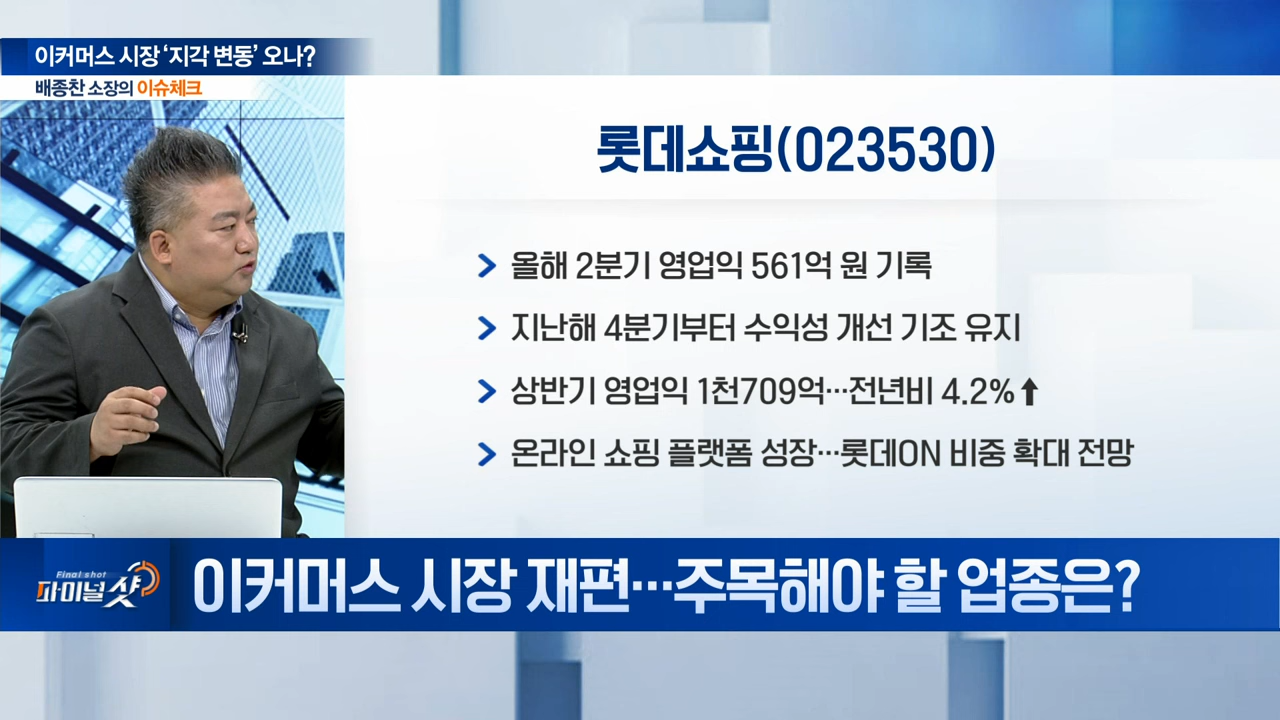 이커머스 시장 ‘지각 변동’ 오나?
배종찬 소장의 이슈체크
롯데쇼핑(023530)
올해 2분기 영업익 561억 원 기록
지난해 4분기부터 수익성 개선 기조 유지
상반기 영업익 1천709억…전년비 4.2%⬆
온라인 쇼핑 플랫폼 성장…롯데ON 비중 확대 전망
Final shot
파이널샷
이커머스 시장 재편…주목해야 할 업종은?